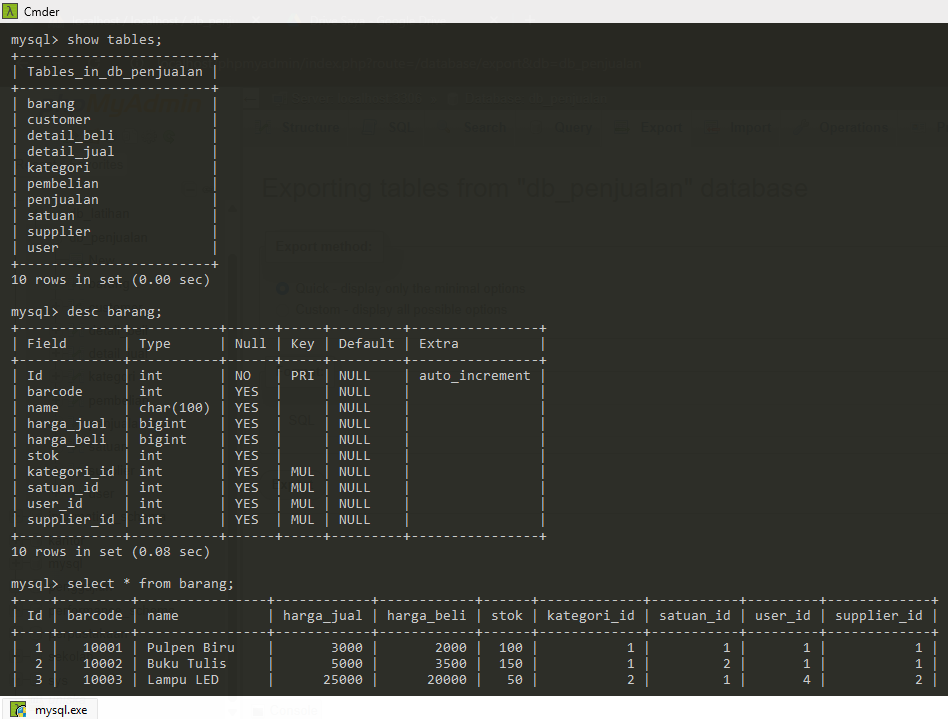 Cmder
mysql> show tables;
+-------------------------+
| Tables_in_db_penjualan |
+-------------------------+
| barang |
| customer |
| detail_beli |
| detail_jual |
| kategori |
| pembelian |
| penjualan |
| satuan |
| supplier |
| user |
+-------------------------+
10 rows in set (0.00 sec)
mysql> desc barang;
+-------------+-----------+------+-----+---------+----------------+
| Field | Type | Null | Key | Default | Extra |
+-------------+-----------+------+-----+---------+----------------+
| Id | int | NO | PRI | NULL | auto_increment |
| barcode | int | YES | | NULL | |
| name | char(100) | YES | | NULL | |
| harga_jual | bigint | YES | | NULL | |
| harga_beli | bigint | YES | | NULL | |
| stok | int | YES | | NULL | |
| kategori_id | int | YES | MUL | NULL | |
| satuan_id | int | YES | MUL | NULL | |
| user_id | int | YES | MUL | NULL | |
| supplier_id | int | YES | MUL | NULL | |
+-------------+-----------+------+-----+---------+----------------+
10 rows in set (0.08 sec)
mysql> select * from barang;
+----+---------+----------------+------------+------------+------+-------------+-----------+---------+-------------+
| Id | barcode | name | harga_jual | harga_beli | stok | kategori_id | satuan_id | user_id | supplier_id |
+----+---------+----------------+------------+------------+------+-------------+-----------+---------+-------------+
| 1 | 10001 | Pulpen Biru | 3000 | 2000 | 100 | 1 | 1 | 1 | 1 |
| 2 | 10002 | Buku Tulis | 5000 | 3500 | 150 | 1 | 2 | 1 | 1 |
| 3 | 10003 | Lampu LED | 25000 | 20000 | 50 | 2 | 1 | 4 | 2 |
mysql.exe
Exporting tables from "db_penjualan" database